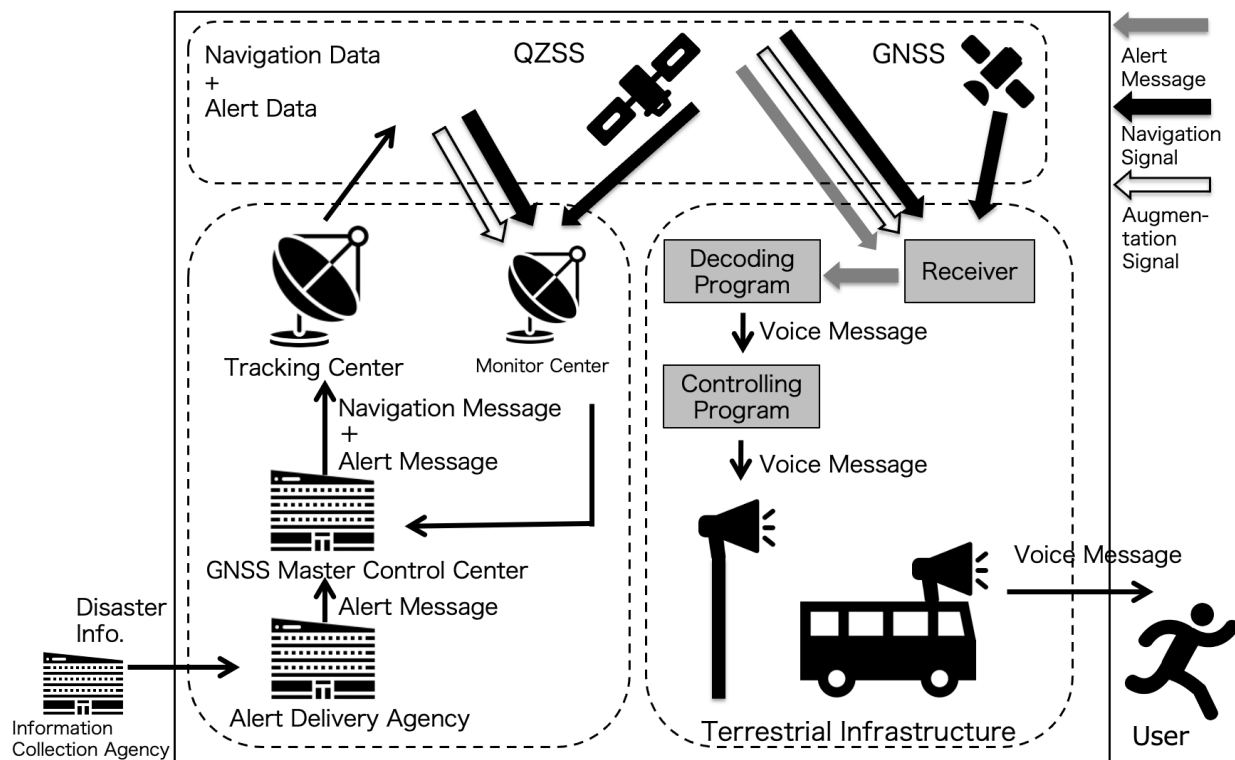 Navigation Data
+
Alert Data
QZSS
GNSS
Alert
Message
Navigation
Signal
Augmen-
tation
Signal
Tracking Center
Monitor Center
Navigation Message
+
Alert Message
GNSS Master Control Center
Alert Message
Alert Delivery Agency
Disaster
Info.
Information
Collection Agency
Decoding
Program
Receiver
Voice Message
Controlling
Program
Voice Message
Voice Message
Terrestrial Infrastructure
User